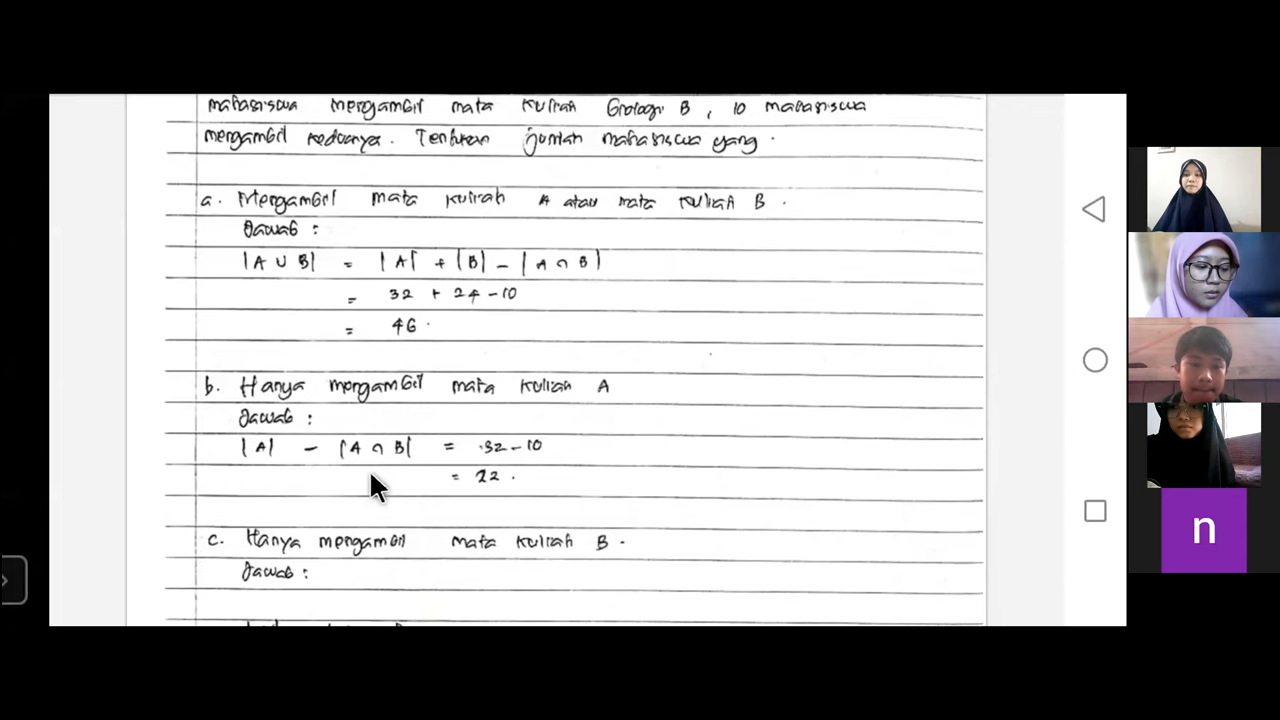 mahasiswa mengambil mata kuliah Biologi B , 10 mahasiswa
mengambil keduanya . Tentukan jumlah mahasiswa yang .
a. Mengambil mata kuliah A atau mata kuliah B .
Jawab :
|A ∪ B| = |A| + |B| - |A ∩ B|
= 32 + 24 - 10
= 46 .
b. Hanya mengambil mata kuliah A
Jawab :
|A| - |A ∩ B| = 32 - 10
= 22 .
c. Hanya mengambil mata kuliah B .
Jawab :
n